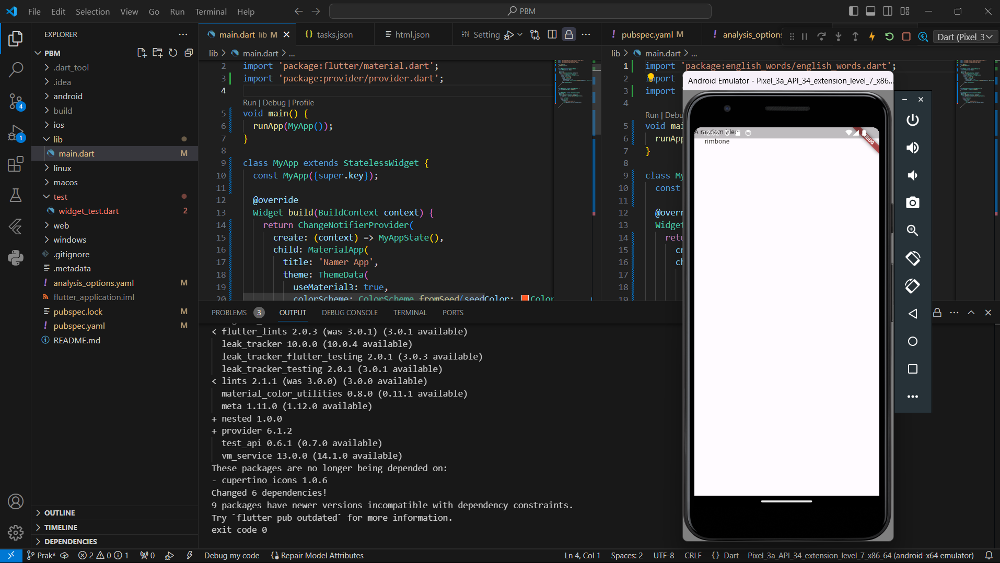 File Edit Selection View Go Run Terminal Help
PBM
EXPLORER
PBM
.dart_tool
.idea
android
build
ios
lib
main.dart M
linux
macos
test
widget_test.dart 2
web
windows
.gitignore
.metadata
analysis_options.yaml M
flutter_application.iml
pubspec.lock M
pubspec.yaml M
README.md
OUTLINE
TIMELINE
DEPENDENCIES
4
1
main.dart lib M
tasks.json
html.json
Setting
lib > main.dart > ...
2 import 'package:flutter/material.dart';
3 import 'package:provider/provider.dart';
4
Run | Debug | Profile
5 void main() {
6 runApp(MyApp());
7 }
8
9 class MyApp extends StatelessWidget {
10 const MyApp({super.key});
11
12 @override
13 Widget build(BuildContext context) {
14 return ChangeNotifierProvider(
15 create: (context) => MyAppState(),
16 child: MaterialApp(
17 title: 'Namer App',
18 theme: ThemeData(
19 useMaterial3: true,
20 colorScheme: ColorScheme.fromSeed(seedColor: Color
pubspec.yaml M
analysis_options
Dart (Pixel_3
lib > main.dart > ...
1 import 'package:english_words/english_words.dart';
2 import
3 import
4
Run | Debu
5 void mai
6 runApp
7 }
8
9 class My
10 const
11
12 @overr
13 Widget
14 retu
15 cr
16 ch
17
18
19
Android Emulator - Pixel_3a_API_34_extension_level_7_x86...
A random idea:
rimbone
DEBUG
PROBLEMS 3 OUTPUT DEBUG CONSOLE TERMINAL PORTS
< flutter_lints 2.0.3 (was 3.0.1) (3.0.1 available)
leak_tracker 10.0.0 (10.0.4 available)
leak_tracker_flutter_testing 2.0.1 (3.0.3 available)
leak_tracker_testing 2.0.1 (3.0.1 available)
< lints 2.1.1 (was 3.0.0) (3.0.0 available)
material_color_utilities 0.8.0 (0.11.1 available)
meta 1.11.0 (1.12.0 available)
+ nested 1.0.0
+ provider 6.1.2
test_api 0.6.1 (0.7.0 available)
vm_service 13.0.0 (14.1.0 available)
These packages are no longer being depended on:
- cupertino_icons 1.0.6
Changed 6 dependencies!
9 packages have newer versions incompatible with dependency constraints.
Try `flutter pub outdated` for more information.
exit code 0
Prak* 2 0 1 0 Debug my code Repair Model Attributes
Ln 4, Col 1 Spaces: 2 UTF-8 CRLF {} Dart Pixel_3a_API_34_extension_level_7_x86_64 (android-x64 emulator)